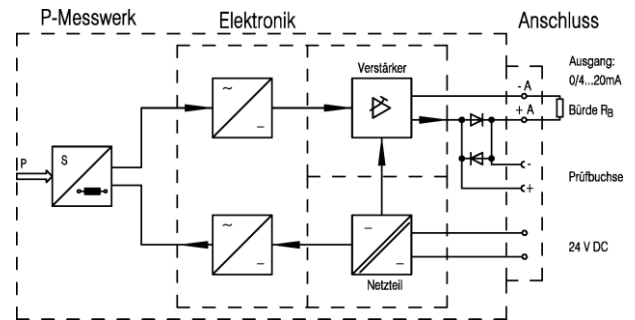 P-Messwerk
Elektronik
Anschluss
Verstärker
Ausgang:
0/4...20mA
- A
+ A
Bürde RB
P
S
~
–
-
+
Prüfbuchse
~
–
–
–
24 V DC
Netzteil